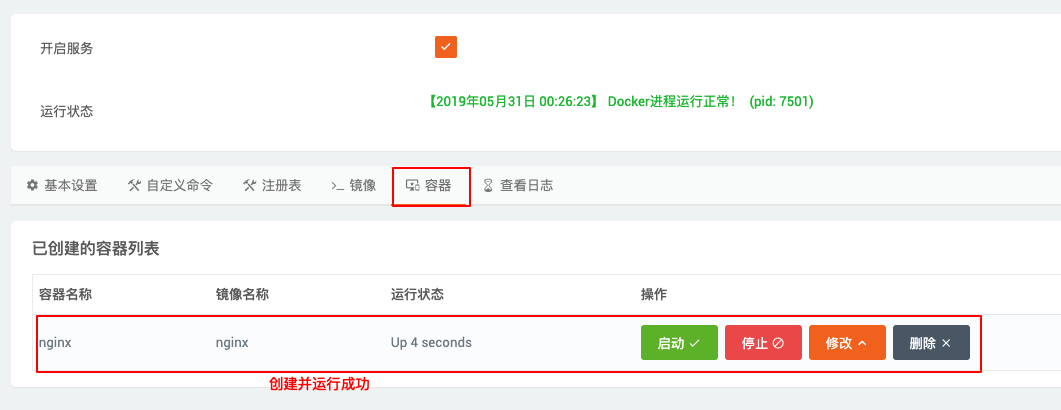 开启服务
运行状态
【2019年05月31日 00:26:23】 Docker进程运行正常！ (pid: 7501)
基本设置 自定义命令 注册表 >_ 镜像 容器 查看日志
已创建的容器列表
容器名称 镜像名称 运行状态 操作
nginx nginx Up 4 seconds 启动 停止 修改 删除
创建并运行成功